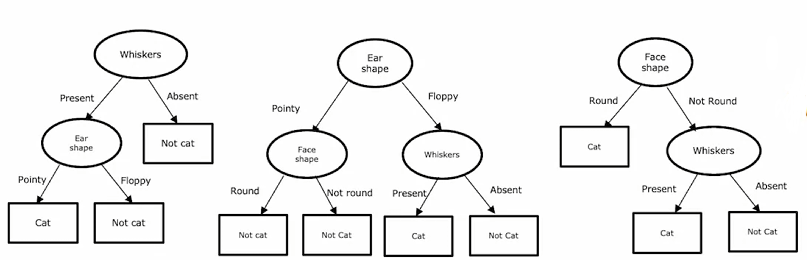 Whiskers
Present
Absent
Ear
shape
Not cat
Pointy
Floppy
Cat
Not cat
Ear
shape
Pointy
Floppy
Face
shape
Whiskers
Round
Not round
Present
Absent
Not cat
Not Cat
Cat
Not Cat
Face
shape
Round
Not Round
Cat
Whiskers
Present
Absent
Cat
Not Cat